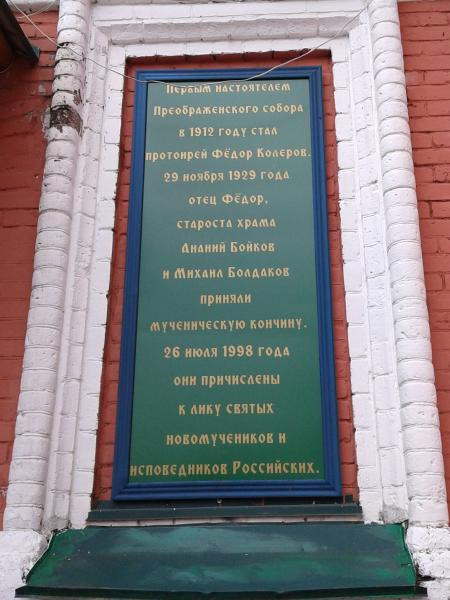 Первым настоятелем
Преображенского собора
в 1912 году стал
протоирей Фёдор Колеров.
29 ноября 1929 года
отец Фёдор,
староста храма
Ананий Бойков
и Михаил Болдаков
приняли
мученическую кончину.
26 июля 1998 года
они причислены
к лику святых
новомучеников и
исповедников Российских.